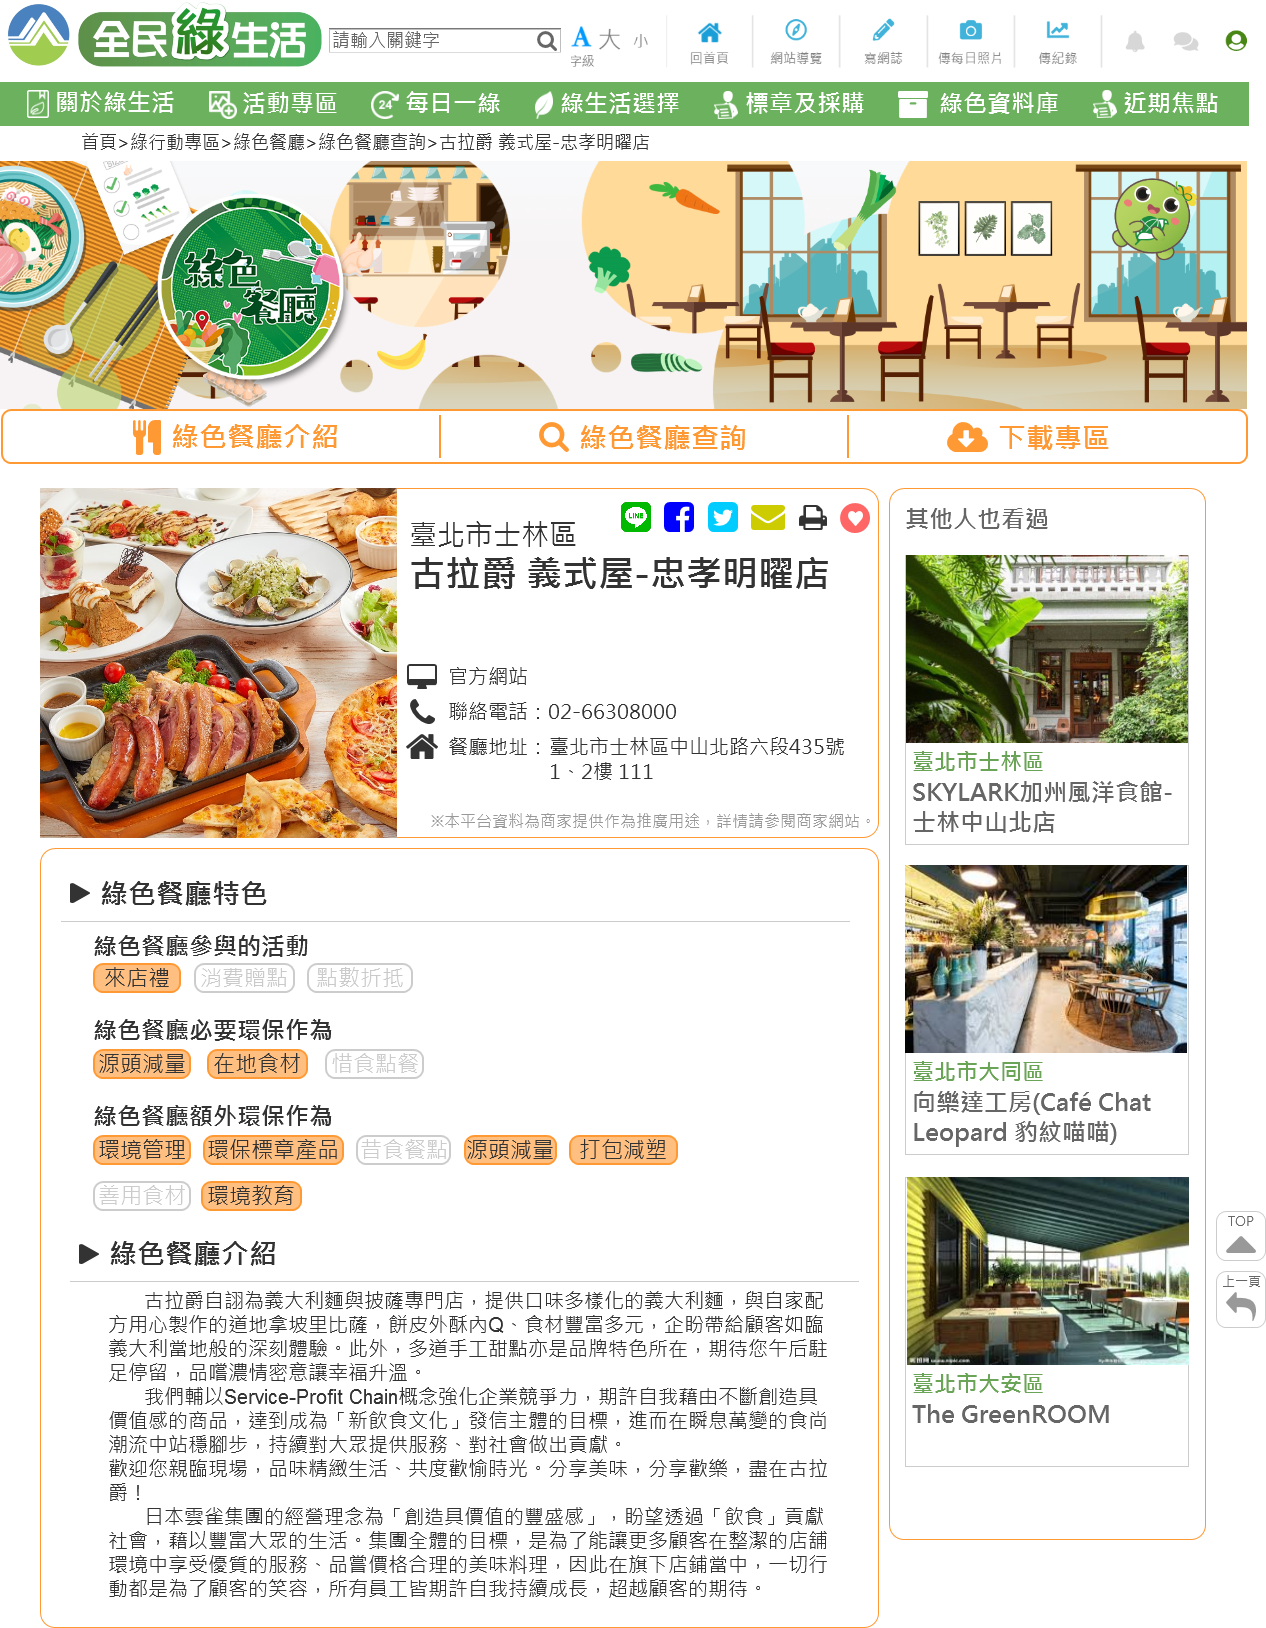 全民綠生活
請輸入關鍵字
A 大 小
字級
回首頁
網站導覽
寫網誌
傳每日照片
傳紀錄
關於綠生活
活動專區
24
每日一綠
綠生活選擇
標章及採購
綠色資料庫
近期焦點
首頁>綠行動專區>綠色餐廳>綠色餐廳查詢>古拉爵 義式屋-忠孝明曜店
綠色
餐廳
綠色餐廳介紹
綠色餐廳查詢
下載專區
LINE
臺北市士林區
古拉爵 義式屋-忠孝明曜店
官方網站
聯絡電話：02-66308000
餐廳地址：臺北市士林區中山北路六段435號
1、2樓 111
※本平台資料為商家提供作為推廣用途，詳情請參閱商家網站。
綠色餐廳特色
綠色餐廳參與的活動
來店禮 消費贈點 點數折抵
綠色餐廳必要環保作為
源頭減量 在地食材 惜食點餐
綠色餐廳額外環保作為
環境管理 環保標章產品 昔食餐點 源頭減量 打包減塑
善用食材 環境教育
綠色餐廳介紹
古拉爵自詡為義大利麵與披薩專門店，提供口味多樣化的義大利麵，與自家配
方用心製作的道地拿坡里比薩，餅皮外酥內Q、食材豐富多元，企盼帶給顧客如臨
義大利當地般的深刻體驗。此外，多道手工甜點亦是品牌特色所在，期待您午后駐
足停留，品嚐濃情密意讓幸福升溫。
我們輔以Service-Profit Chain概念強化企業競爭力，期許自我藉由不斷創造具
價值感的商品，達到成為「新飲食文化」發信主體的目標，進而在瞬息萬變的食尚
潮流中站穩腳步，持續對大眾提供服務、對社會做出貢獻。
歡迎您親臨現場，品味精緻生活、共度歡愉時光。分享美味，分享歡樂，盡在古拉
爵！
日本雲雀集團的經營理念為「創造具價值的豐盛感」，盼望透過「飲食」貢獻
社會，藉以豐富大眾的生活。集團全體的目標，是為了能讓更多顧客在整潔的店舖
環境中享受優質的服務、品嘗價格合理的美味料理，因此在旗下店鋪當中，一切行
動都是為了顧客的笑容，所有員工皆期許自我持續成長，超越顧客的期待。
其他人也看過
臺北市士林區
SKYLARK加州風洋食館-
士林中山北店
臺北市大同區
向樂達工房(Café Chat
Leopard 豹紋喵喵)
臺北市大安區
The GreenROOM
TOP
上一頁